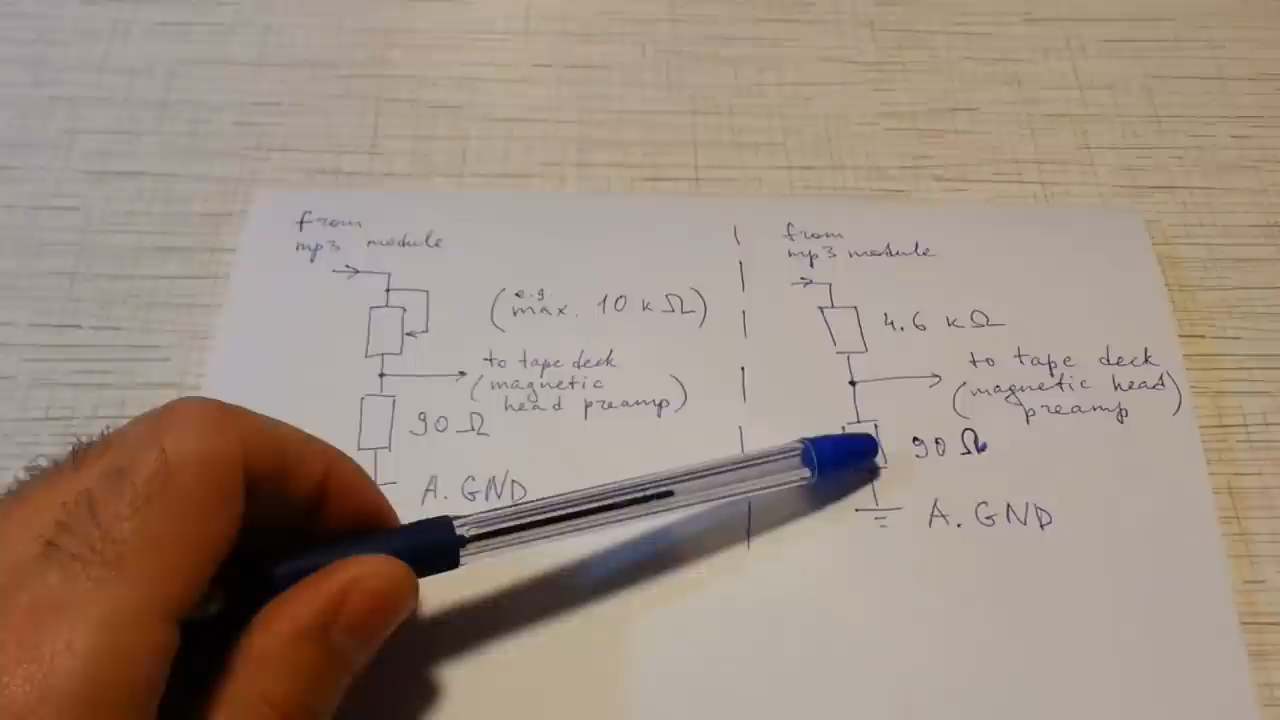 from
mp3 module
(e.g. max. 10 kΩ)
to tape deck
(magnetic
head preamp)
90 Ω
A. GND
from
mp3 module
4.6 kΩ
to tape deck
(magnetic head
preamp)
90 Ω
A. GND